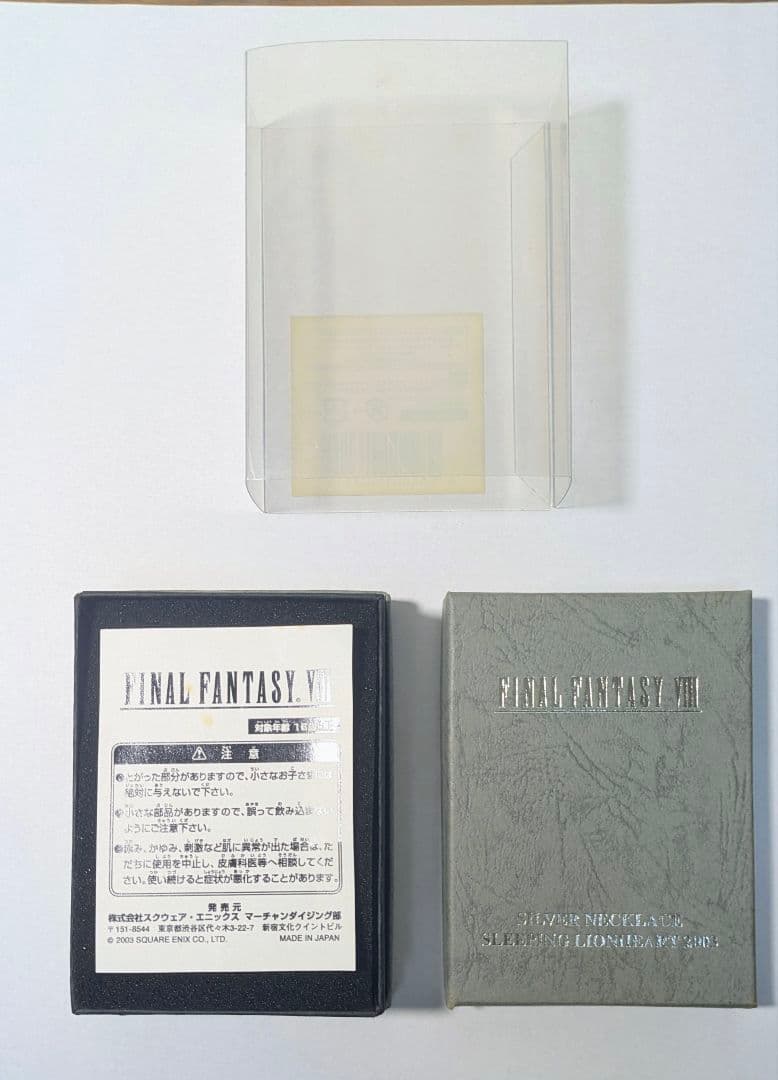 FINAL FANTASY® VIII
対象年齢 16
⚠ 注意
とがった部分がありますので、小さなお子さ
絶対に与えないで下さい。
小さな部品がありますので、誤って飲み込ま
ようにご注意下さい。
痛み、かゆみ、刺激など肌に異常が出た場合は、ただちに使用を中止し、皮膚科医等へ相談してください。使い続けると症状が悪化することがあります。
発売元
株式会社スクウェア・エニックス マーチャンダイジング部
〒151-8544 東京都渋谷区代々木3-22-7 新宿文化クイントビル
© 2003 SQUARE ENIX CO., LTD. MADE IN JAPAN
FINAL FANTASY VIII
SILVER NECKLACE
SLEEPING LIONHEART 2003